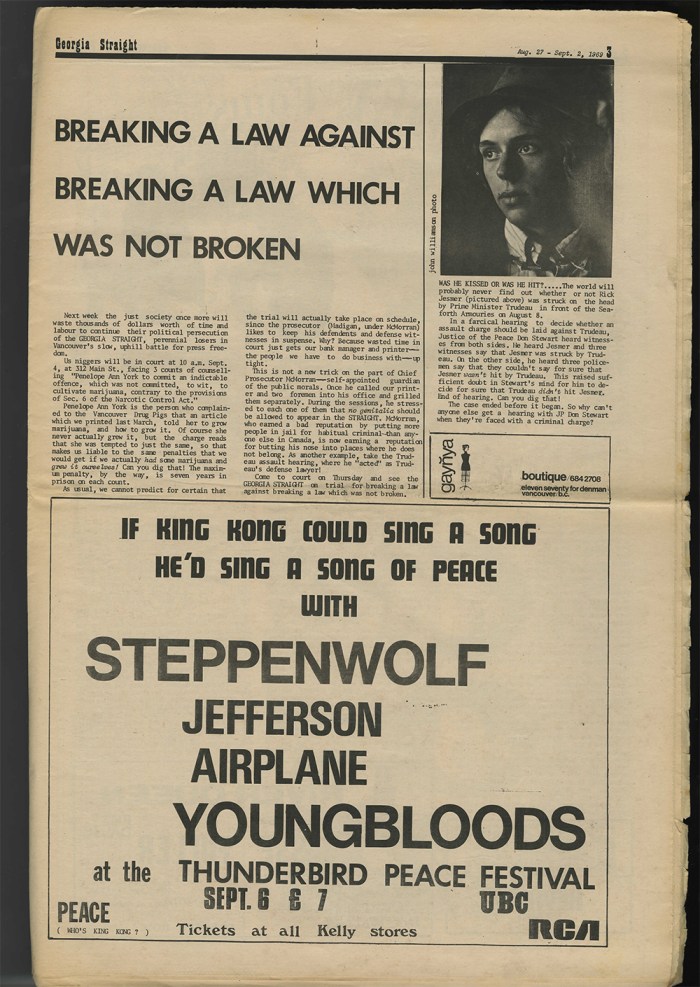 Georgia Straight
Aug. 27 - Sept. 2, 1969 3
BREAKING A LAW AGAINST
BREAKING A LAW WHICH
WAS NOT BROKEN
Next week the just society once more will
waste thousands of dollars worth of time and
labour to continue their political persecution
of the GEORGIA STRAIGHT, perennial losers in
Vancouver's slow, uphill battle for press free-
dom.
Us niggers will be in court at 10 a.m. Sept.
4, at 312 Main St., facing 3 counts of counsell-
ing "Penelope Ann York to commit an indictable
offence, which was not committed, to wit, to
cultivate marijuana, contrary to the provisions
of Sec. 6 of the Narcotic Control Act."
Penelope Ann York is the person who complain-
ed to the Vancouver Drug Pigs that an article
which we printed last March, told her to grow
marijuana, and how to grow it. Of course she
never actually grew it, but the charge reads
that she was tempted to just the same, so that
makes us liable to the same penalties that we
would get if we actually had some marijuana and
grew it ourselves! Can you dig that! The maxim-
um penalty, by the way, is seven years in
prison on each count.
As usual, we cannot predict for certain that
the trial will actually take place on schedule,
since the prosecutor (Madigan, under McMorran)
likes to keep his defendents and defense wit-
nesses in suspense, Why? Because wasted time in
court just gets our bank manager and printer—
the people we have to do business with—up
tight.
This is not a new trick on the part of Chief
Prosecutor McMorran—self-appointed guardian
of the public morals. Once he called our print-
er and two foremen into his office and grilled
them separately. During the sessions, he stress-
ed to each one of them that no genitalia should
be allowed to appear in the STRAIGHT. McMorran,
who earned a bad reputation by putting more
people in jail for habitual criminal-than any-
one else in Canada, is now earning a reputation
for butting his nose into places where he does
not belong. As another example, take the Trud-
eau assault hearing, where he "acted" as Trud-
eau's defense lawyer!
Come to court on Thursday and see the
GEORGIA STRAIGHT on trial for breaking a law
against breaking a law which was not broken.
john williamson photo
WAS HE KISSED OR WAS HE HIT?.....The world will
probably never find out whether or not Rick
Jesmer (pictured above) was struck on the head
by Prime Minister Trudeau in front of the Sea-
forth Armouries on August 8.
In a farcical hearing to decide whether an
assault charge should be laid against Trudeau,
Justice of the Peace Don Stewart heard witness-
es from both sides. He heard Jesmer and three
witnesses say that Jesmer was struck by Trud-
eau. On the other side, he heard three police-
men say that they couldn't say for sure that
Jesmer wasn't hit by Trudeau. This raised suf-
ficient doubt in Stewart's mind for him to de-
cide for sure that Trudeau didn't hit Jesmer.
End of hearing. Can you dig that!
The case ended before it began. So why can't
anyone else get a hearing with JP Don Stewart
when they're faced with a criminal charge?
gayñya
boutique/684 2708
eleven seventy for denman
vancouver/b.c.
IF KING KONG COULD SING A SONG
HE'D SING A SONG OF PEACE
WITH
STEPPENWOLF
JEFFERSON
AIRPLANE
YOUNGBLOODS
at the THUNDERBIRD PEACE FESTIVAL
SEPT. 6 & 7 UBC
PEACE
( WHO'S KING KONG ? )
Tickets at all Kelly stores
RCA